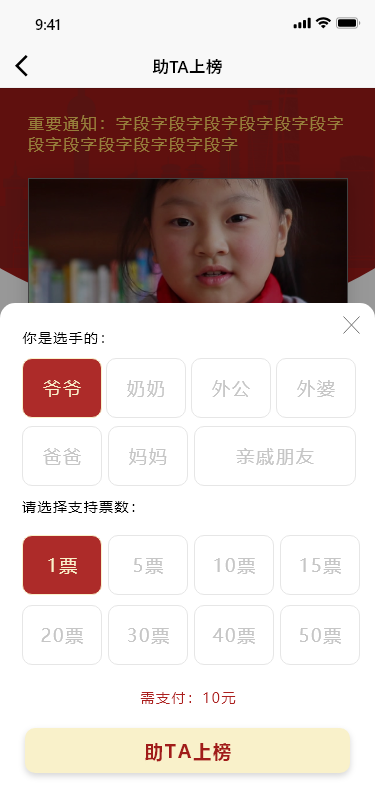 9:41
助TA上榜
重要通知：字段字段字段字段字段字段字
段字段字段字段字段字段字
你是选手的：
爷爷 奶奶 外公 外婆
爸爸 妈妈 亲戚朋友
请选择支持票数：
1票 5票 10票 15票
20票 30票 40票 50票
需支付：10元
助TA上榜